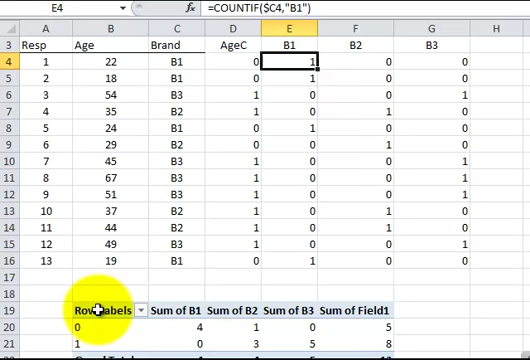 E4 fx =COUNTIF($C4,"B1")
A B C D E F G H
3 Resp Age Brand AgeC B1 B2 B3
4 1 22 B1 0 1 0 0
5 2 18 B1 0 1 0 0
6 3 54 B3 1 0 0 1
7 4 35 B2 1 0 1 0
8 5 24 B1 0 1 0 0
9 6 29 B2 0 0 1 0
10 7 45 B3 1 0 0 1
11 8 67 B3 1 0 0 1
12 9 51 B3 1 0 0 1
13 10 37 B2 1 0 1 0
14 11 44 B2 1 0 1 0
15 12 49 B3 1 0 0 1
16 13 19 B1 0 1 0 0
17
18
19 Row Labels Sum of B1 Sum of B2 Sum of B3 Sum of Field1
20 0 4 1 0 5
21 1 0 3 5 8